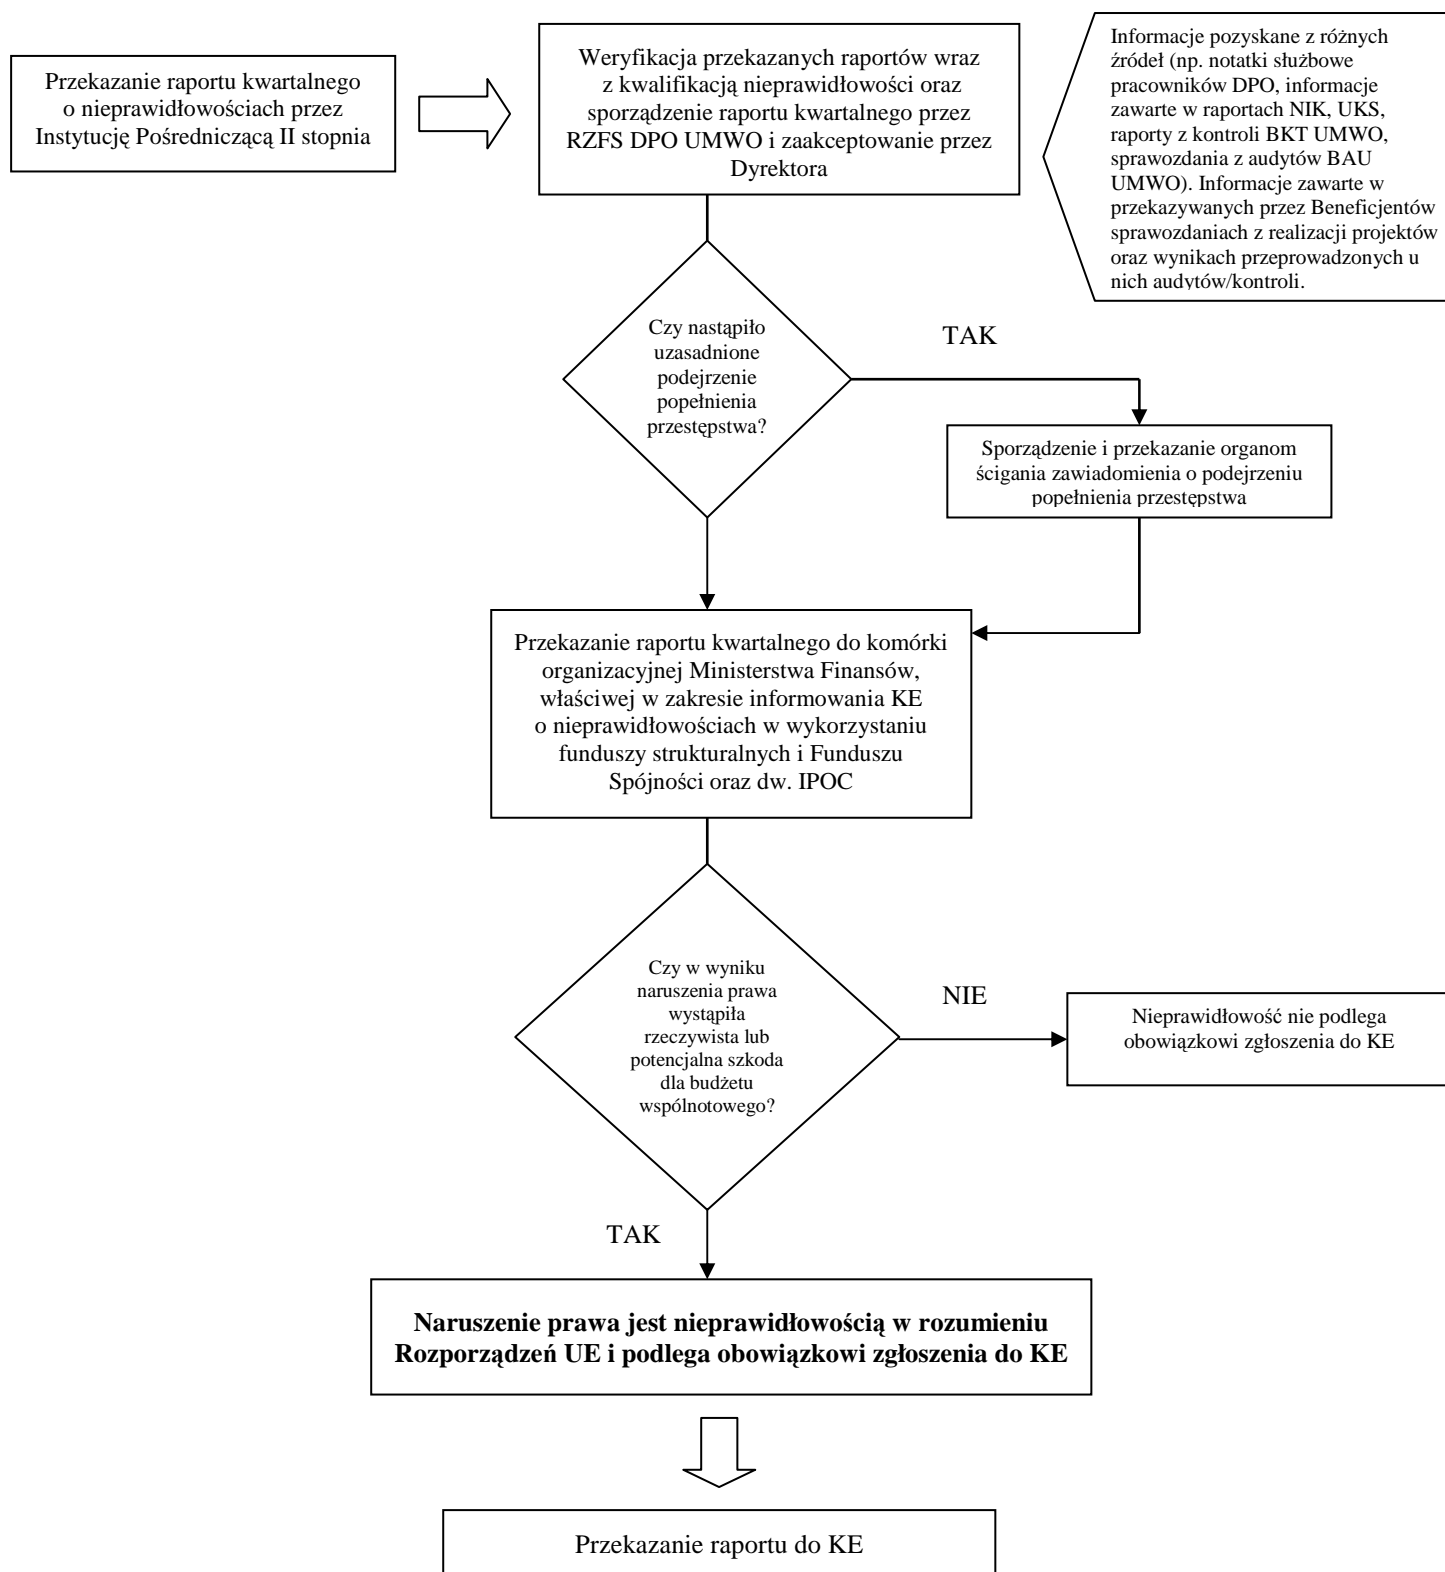 Przekazanie raportu kwartalnego
o nieprawidłowościach przez
Instytucję Pośredniczącą II stopnia
Weryfikacja przekazanych raportów wraz
z kwalifikacją nieprawidłowości oraz
sporządzenie raportu kwartalnego przez
RZFS DPO UMWO i zaakceptowanie przez
Dyrektora
Informacje pozyskane z różnych
źródeł (np. notatki służbowe
pracowników DPO, informacje
zawarte w raportach NIK, UKS,
raporty z kontroli BKT UMWO,
sprawozdania z audytów BAU
UMWO). Informacje zawarte w
przekazywanych przez Beneficjentów
sprawozdaniach z realizacji projektów
oraz wynikach przeprowadzonych u
nich audytów/kontroli.
Czy nastąpiło
uzasadnione
podejrzenie
popełnienia
przestępstwa?
TAK
Sporządzenie i przekazanie organom
ścigania zawiadomienia o podejrzeniu
popełnienia przestępstwa
Przekazanie raportu kwartalnego do komórki
organizacyjnej Ministerstwa Finansów,
właściwej w zakresie informowania KE
o nieprawidłowościach w wykorzystaniu
funduszy strukturalnych i Funduszu
Spójności oraz dw. IPOC
Czy w wyniku
naruszenia prawa
wystąpiła
rzeczywista lub
potencjalna szkoda
dla budżetu
wspólnotowego?
NIE
Nieprawidłowość nie podlega
obowiązkowi zgłoszenia do KE
TAK
Naruszenie prawa jest nieprawidłowością w rozumieniu
Rozporządzeń UE i podlega obowiązkowi zgłoszenia do KE
Przekazanie raportu do KE